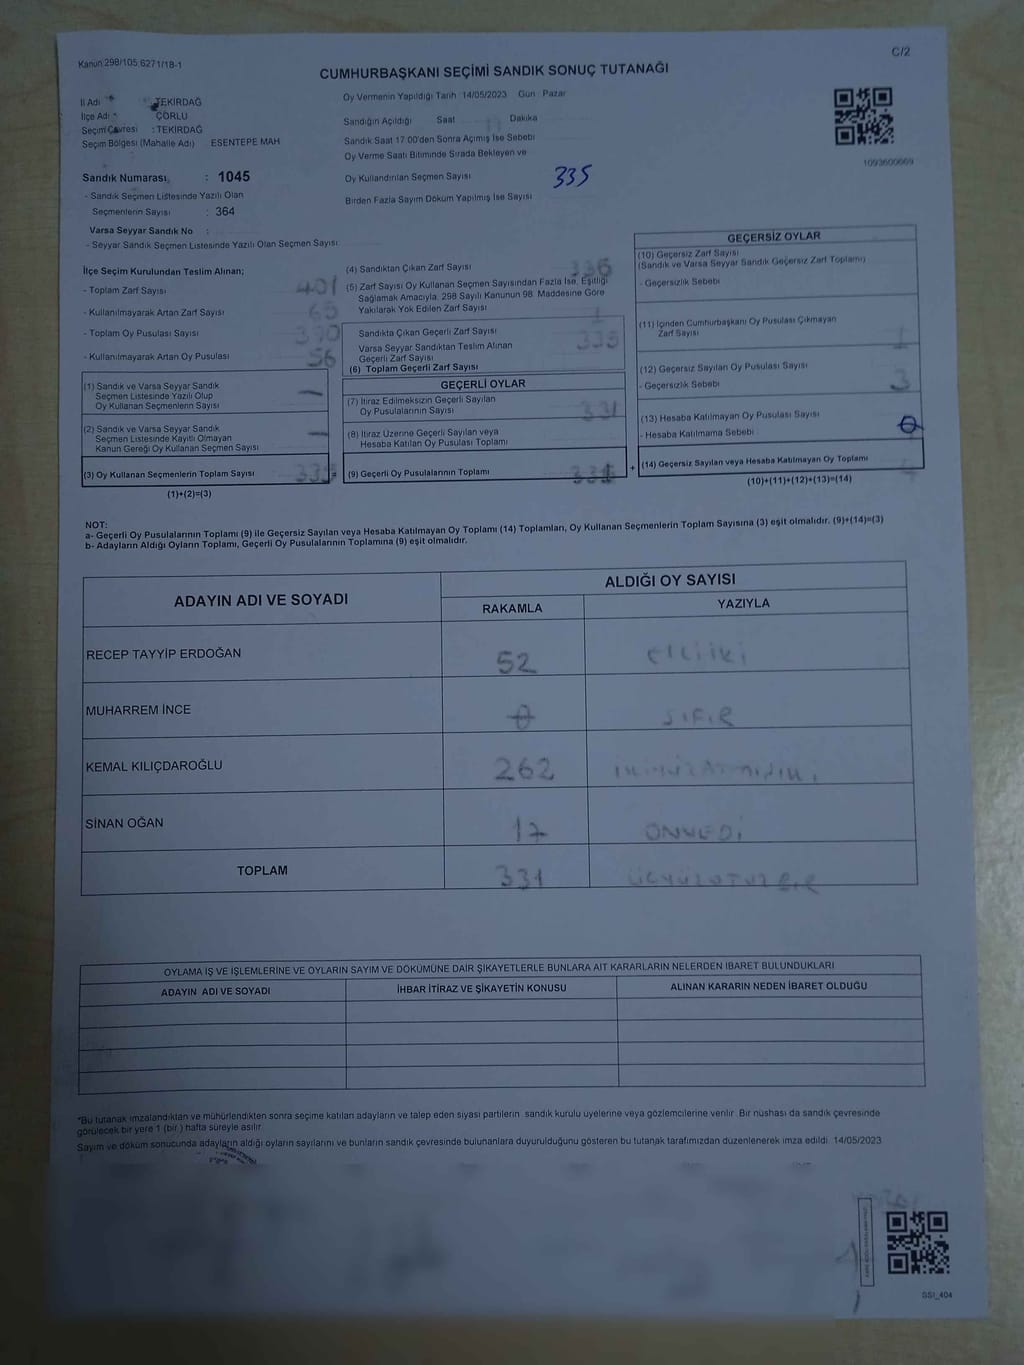 Kanun 298/105,6271/18-1
C/2
CUMHURBAŞKANI SEÇİMİ SANDIK SONUÇ TUTANAĞI
İl Adı : TEKİRDAĞ
İlçe Adı : ÇORLU
Seçim Çevresi : TEKİRDAĞ
Seçim Bölgesi (Mahalle Adı) ESENTEPE MAH
Sandık Numarası : 1045
- Sandık Seçmen Listesinde Yazılı Olan
Seçmenlerin Sayısı : 364
Varsa Seyyar Sandık No :
- Seyyar Sandık Seçmen Listesinde Yazılı Olan Seçmen Sayısı
Oy Vermenin Yapıldığı Tarih 14/05/2023 Gün Pazar
Sandığın Açıldığı Saat Dakika
Sandık Saat 17.00'den Sonra Açılmış İse Sebebi
Oy Verme Saati Bitiminde Sırada Bekleyen ve
Oy Kullandırılan Seçmen Sayısı 335
Birden Fazla Sayım Döküm Yapılmış İse Sayısı
1093600669
İlçe Seçim Kurulundan Teslim Alınan;
- Toplam Zarf Sayısı 401
- Kullanılmayarak Artan Zarf Sayısı 65
- Toplam Oy Pusulası Sayısı 390
- Kullanılmayarak Artan Oy Pusulası 56
(1) Sandık ve Varsa Seyyar Sandık
Seçmen Listesinde Yazılı Olup
Oy Kullanan Seçmenlerin Sayısı —
(2) Sandık ve Varsa Seyyar Sandık
Seçmen Listesinde Kayıtlı Olmayan
Kanun Gereği Oy Kullanan Seçmen Sayısı —
(3) Oy Kullanan Seçmenlerin Toplam Sayısı 335 =
(1)+(2)=(3)
(4) Sandıktan Çıkan Zarf Sayısı 336
(5) Zarf Sayısı Oy Kullanan Seçmen Sayısından Fazla İse, Eşitliği
Sağlamak Amacıyla, 298 Sayılı Kanunun 98. Maddesine Göre
Yakılarak Yok Edilen Zarf Sayısı 1
Sandıkta Çıkan Geçerli Zarf Sayısı
Varsa Seyyar Sandıktan Teslim Alınan
Geçerli Zarf Sayısı 335
(6) Toplam Geçerli Zarf Sayısı
GEÇERLİ OYLAR
(7) İtiraz Edilmeksizin Geçerli Sayılan
Oy Pusulalarının Sayısı 331
(8) İtiraz Üzerine Geçerli Sayılan veya
Hesaba Katılan Oy Pusulası Toplamı
(9) Geçerli Oy Pusulalarının Toplamı 331 +
GEÇERSİZ OYLAR
(10) Geçersiz Zarf Sayısı
(Sandık ve Varsa Seyyar Sandık Geçersiz Zarf Toplamı)
- Geçersizlik Sebebi
(11) İçinden Cumhurbaşkanı Oy Pusulası Çıkmayan
Zarf Sayısı 1
(12) Geçersiz Sayılan Oy Pusulası Sayısı
- Geçersizlik Sebebi 3
(13) Hesaba Katılmayan Oy Pusulası Sayısı
- Hesaba Katılmama Sebebi 0
(14) Geçersiz Sayılan veya Hesaba Katılmayan Oy Toplamı 4
(10)+(11)+(12)+(13)=(14)
NOT:
a- Geçerli Oy Pusulalarının Toplamı (9) ile Geçersiz Sayılan veya Hesaba Katılmayan Oy Toplamı (14) Toplamları, Oy Kullanan Seçmenlerin Toplam Sayısına (3) eşit olmalıdır. (9)+(14)=(3)
b- Adayların Aldığı Oyların Toplamı, Geçerli Oy Pusulalarının Toplamına (9) eşit olmalıdır.
ADAYIN ADI VE SOYADI
ALDIĞI OY SAYISI
RAKAMLA YAZIYLA
RECEP TAYYİP ERDOĞAN 52 elliiki
MUHARREM İNCE 0 SIFIR
KEMAL KILIÇDAROĞLU 262
SİNAN OĞAN 17 ONYEDİ
TOPLAM 331 ÜÇYÜZOTUZBİR
OYLAMA İŞ VE İŞLEMLERİNE VE OYLARIN SAYIM VE DÖKÜMÜNE DAİR ŞİKAYETLERLE BUNLARA AİT KARARLARIN NELERDEN İBARET BULUNDUKLARI
ADAYIN ADI VE SOYADI İHBAR İTİRAZ VE ŞİKAYETİN KONUSU ALINAN KARARIN NEDEN İBARET OLDUĞU
*Bu tutanak imzalandıktan ve mühürlendikten sonra seçime katılan adayların ve talep eden siyasi partilerin sandık kurulu üyelerine veya gözlemcilerine verilir. Bir nüshası da sandık çevresinde
görülecek bir yere 1 (bir ) hafta süreyle asılır.
Sayım ve döküm sonucunda adayların aldığı oyların sayılarını ve bunların sandık çevresinde bulunanlara duyurulduğunu gösteren bu tutanak tarafımızdan düzenlenerek imza edildi. 14/05/2023
SSI_404